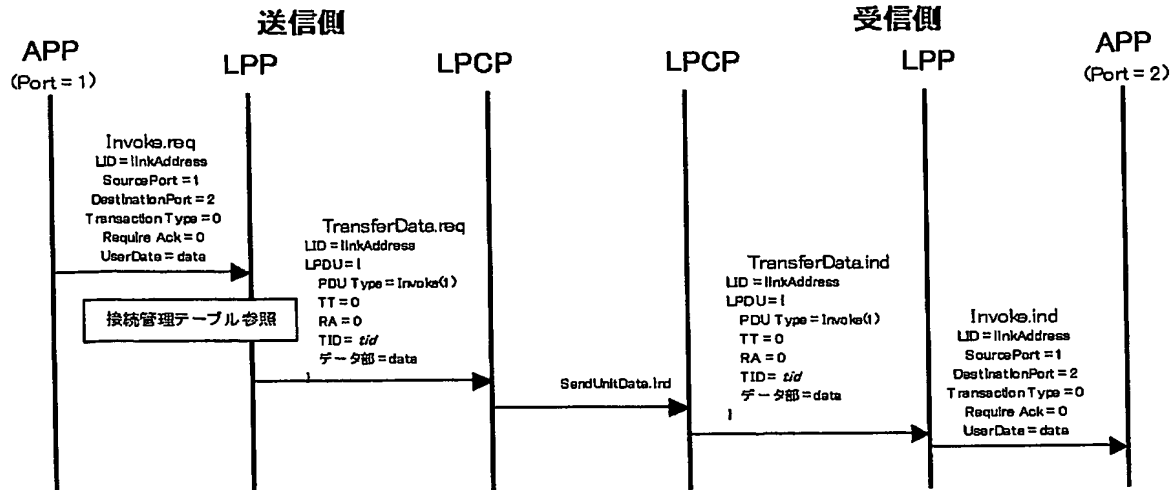 送信側
受信側
APP
(Port = 1)
LPP
LPCP
LPCP
LPP
APP
(Port = 2)
Invoke.req
LID = linkAddress
SourcePort = 1
DestinationPort = 2
Transaction Type = 0
Require Ack = 0
UserData = data
接続管理テーブル参照
TransferData.req
LID = linkAddress
LPDU = {
PDU Type = Invoke(1)
TT = 0
RA = 0
TID = tid
データ部 = data
}
SendUnitData.ind
TransferData.ind
LID = linkAddress
LPDU = {
PDU Type = Invoke(1)
TT = 0
RA = 0
TID = tid
データ部 = data
}
Invoke.ind
LID = linkAddress
SourcePort = 1
DestinationPort = 2
Transaction Type = 0
Require Ack = 0
UserData = data